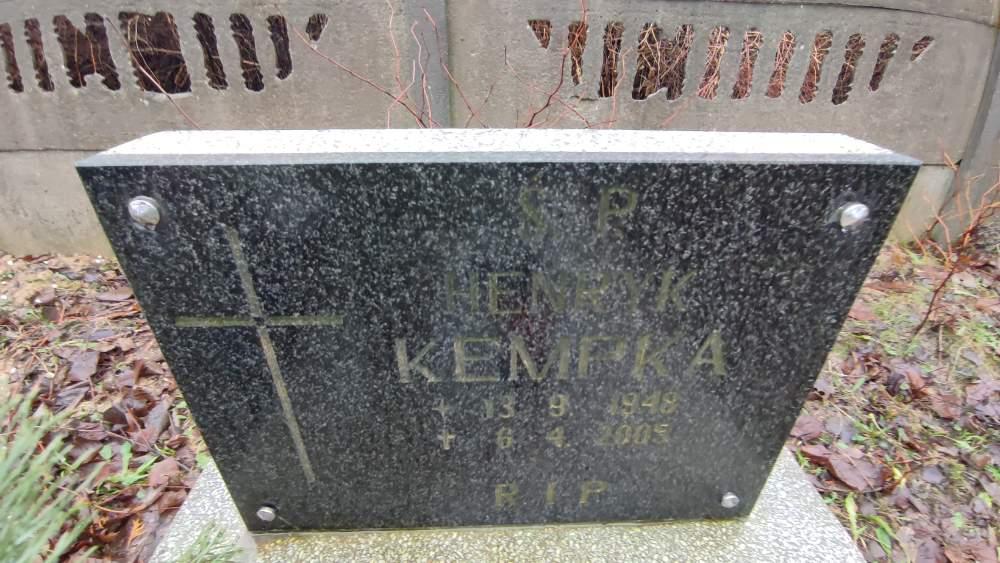 Ś P
HENRYK
KEMPKA
+ 13 9 1948
+ 6 4 2005
R I P